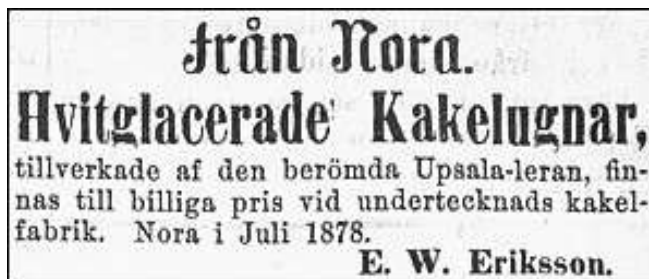 Från Nora.
Hvitglacerade Kakelugnar,
tillverkade af den berömda Upsala-leran, fin-
nas till billiga pris vid undertecknads kakel-
fabrik. Nora i Juli 1878.
E. W. Eriksson.